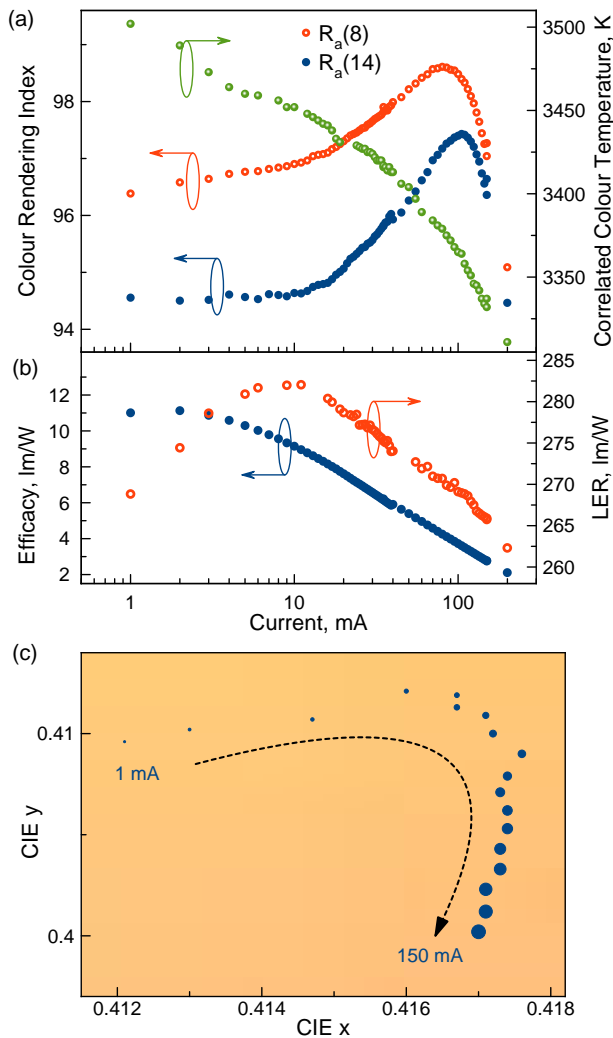 (a)
R_a(8)
R_a(14)
Colour Rendering Index
98
96
94
Correlated Colour Temperature, K
3500
3450
3400
3350
(b)
Efficacy, lm/W
12
10
8
6
4
2
LER, lm/W
285
280
275
270
265
260
1 10 100
Current, mA
(c)
CIE y
0.41
0.4
1 mA
150 mA
0.412 0.414 0.416 0.418
CIE x